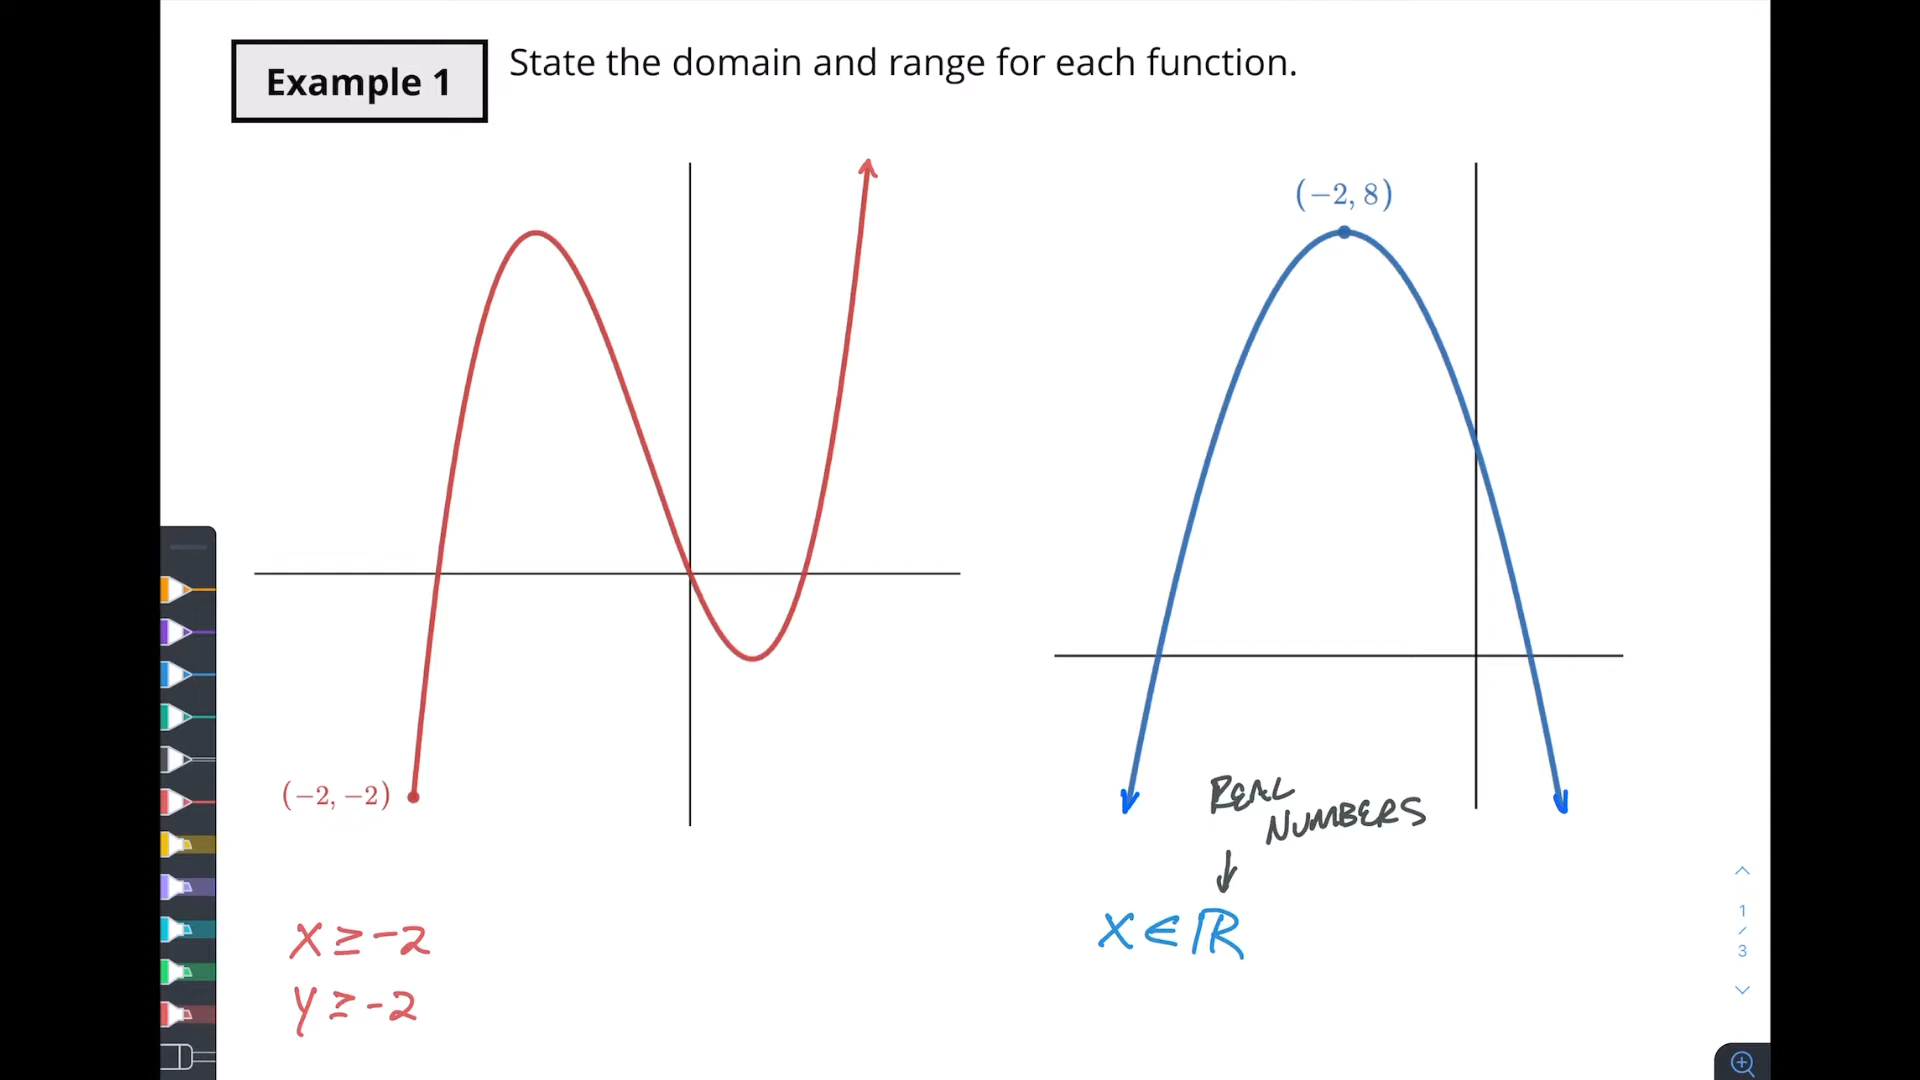 Example 1
State the domain and range for each function.
(−2, 8)
(−2, −2)
REAL
NUMBERS
x ≥ -2
y ≥ -2
x ∈ ℝ
1
/
3